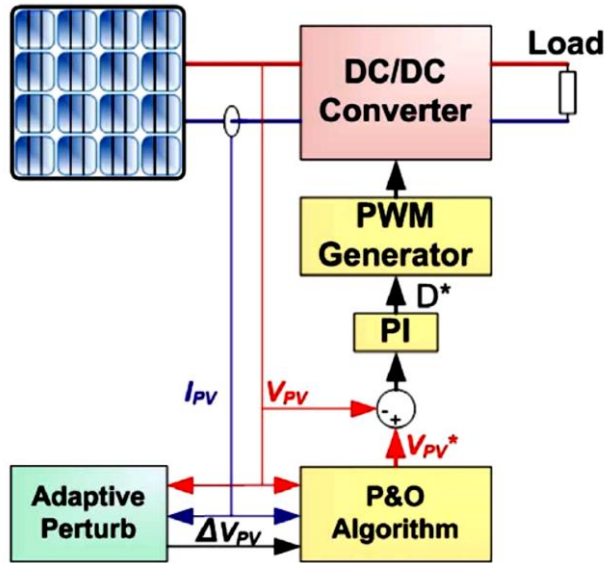 Load
DC/DC
Converter
PWM
Generator
D*
PI
I_PV
V_PV
- +
V_PV*
Adaptive
Perturb
ΔV_PV
P&O
Algorithm